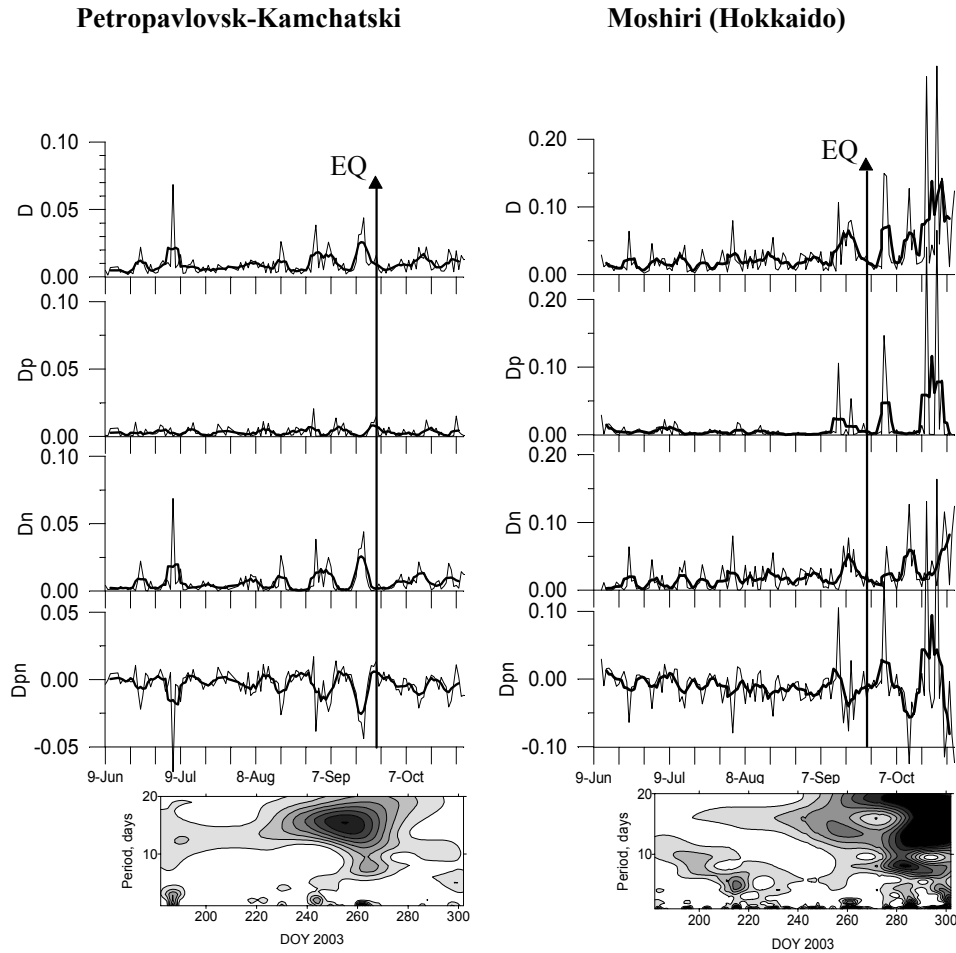 Petropavlovsk-Kamchatski
Moshiri (Hokkaido)
0.10
0.05
0.00
D
EQ
0.10
0.05
0.00
Dp
0.10
0.05
0.00
Dn
0.05
0.00
-0.05
Dpn
9-Jun 9-Jul 8-Aug 7-Sep 7-Oct
20
10
Period, days
200 220 240 260 280 300
DOY 2003
0.20
0.10
0.00
D
EQ
0.20
0.10
0.00
Dp
0.20
0.10
0.00
Dn
0.10
0.00
-0.10
Dpn
9-Jun 9-Jul 8-Aug 7-Sep 7-Oct
20
10
Period, days
200 220 240 260 280 300
DOY 2003